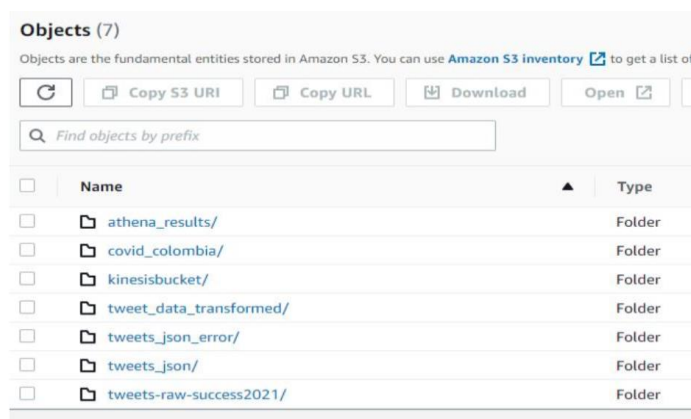 Objects (7)
Objects are the fundamental entities stored in Amazon S3. You can use Amazon S3 inventory to get a list of
Copy S3 URI Copy URL Download Open
Find objects by prefix
Name Type
athena_results/ Folder
covid_colombia/ Folder
kinesisbucket/ Folder
tweet_data_transformed/ Folder
tweets_json_error/ Folder
tweets_json/ Folder
tweets-raw-success2021/ Folder